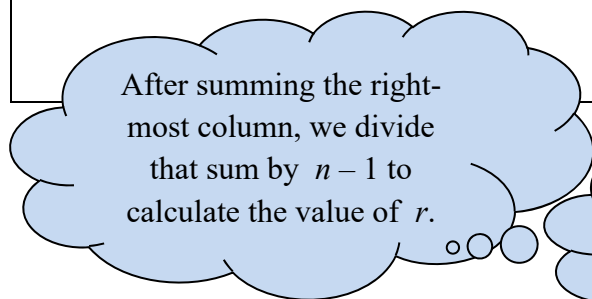 After summing the right-
most column, we divide
that sum by n – 1 to
calculate the value of r.